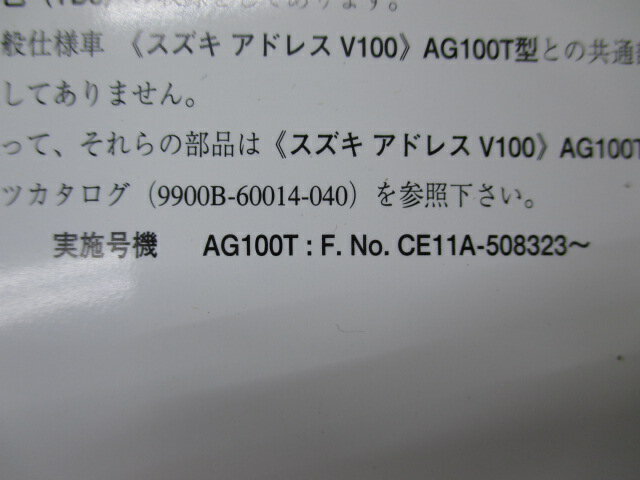 般仕様車 《スズキ アドレス V100》 AG100T型との共通
してありません。
って、それらの部品は《スズキ アドレス V100》 AG100T
ツカタログ（9900B-60014-040）を参照下さい。
実施号機 AG100T : F. No. CE11A-508323～